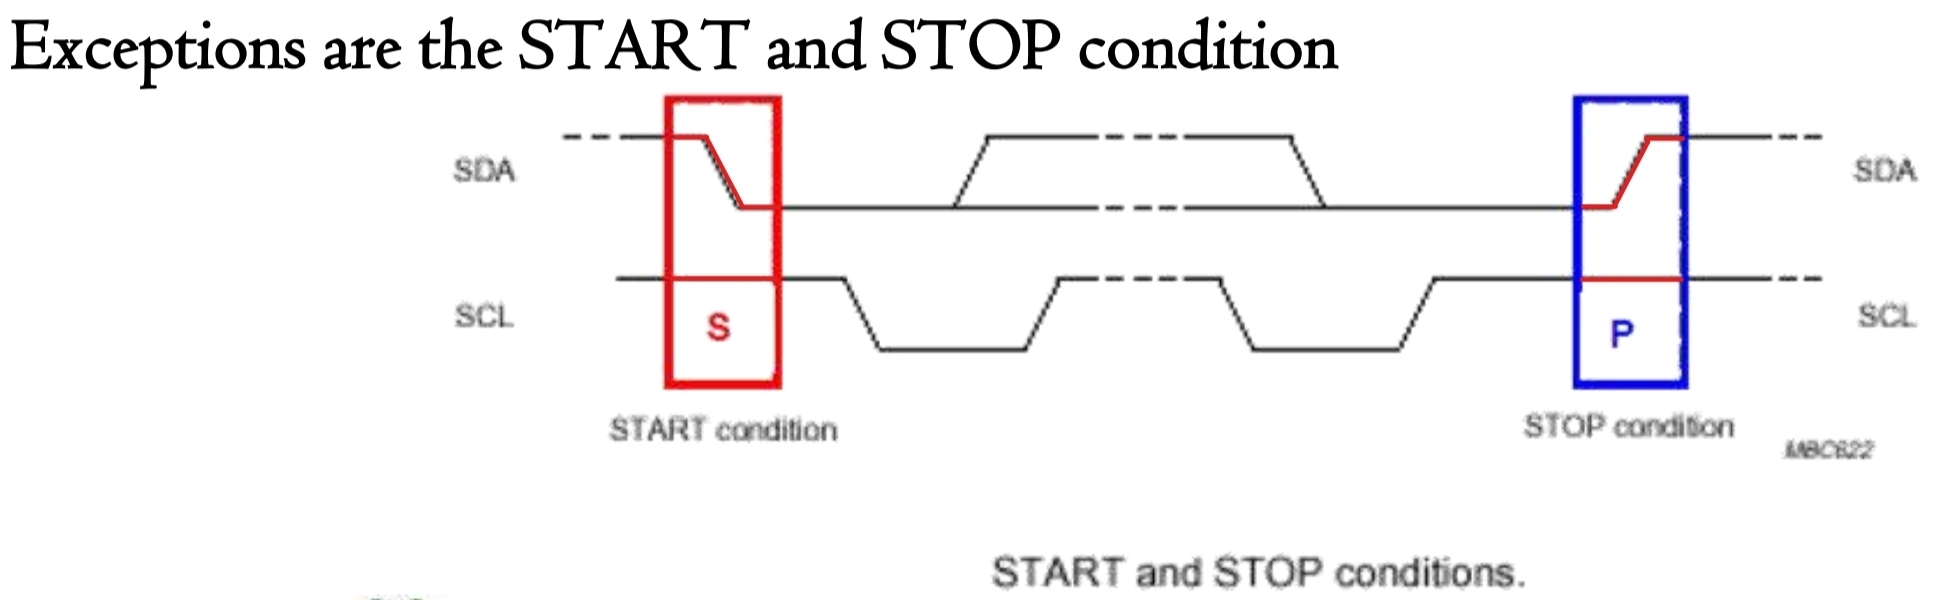 Exceptions are the START and STOP condition
SDA
SDA
SCL
S
P
SCL
START condition
STOP condition
MBC622
START and STOP conditions.